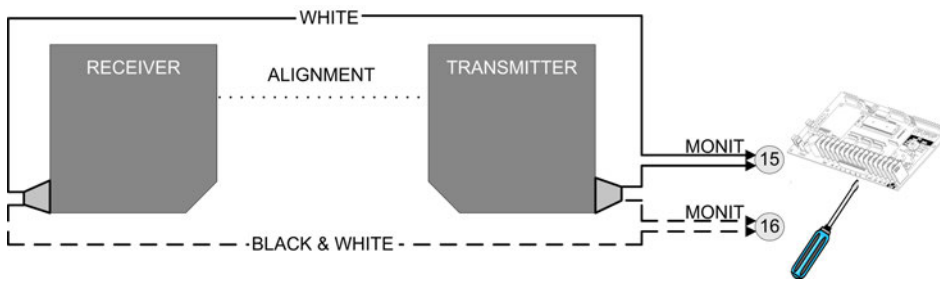 WHITE
RECEIVER
ALIGNMENT
TRANSMITTER
MONIT
15
MONIT
16
BLACK & WHITE